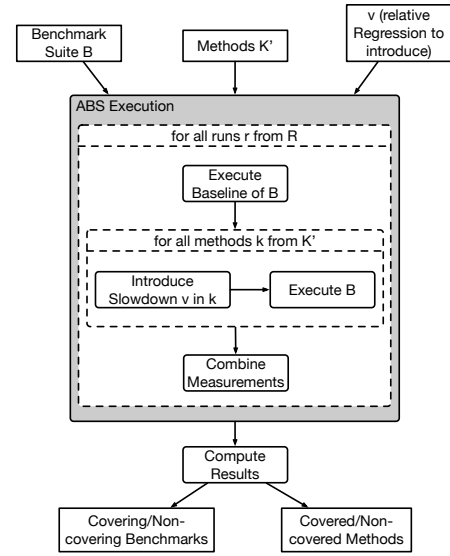 Benchmark
Suite B
Methods K’
v (relative
Regression to
introduce)
ABS Execution
for all runs r from R
Execute
Baseline of B
for all methods k from K’
Introduce
Slowdown v in k
Execute B
Combine
Measurements
Compute
Results
Covering/Non-
covering Benchmarks
Covered/Non-
covered Methods